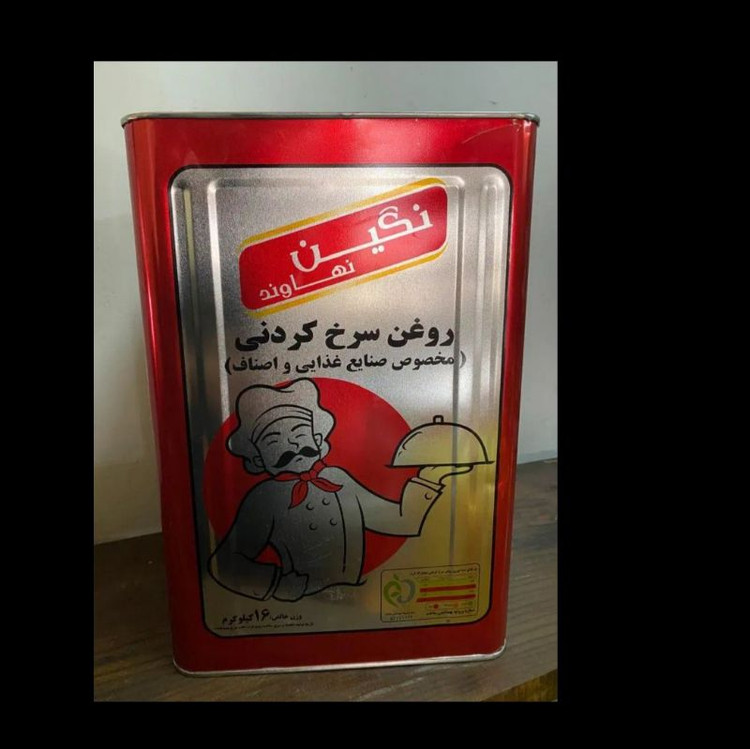 نگین
نهاوند
روغن سرخ کردنی
(مخصوص صنایع غذایی و اصناف)
وزن خالص: ۱۶ کیلوگرم